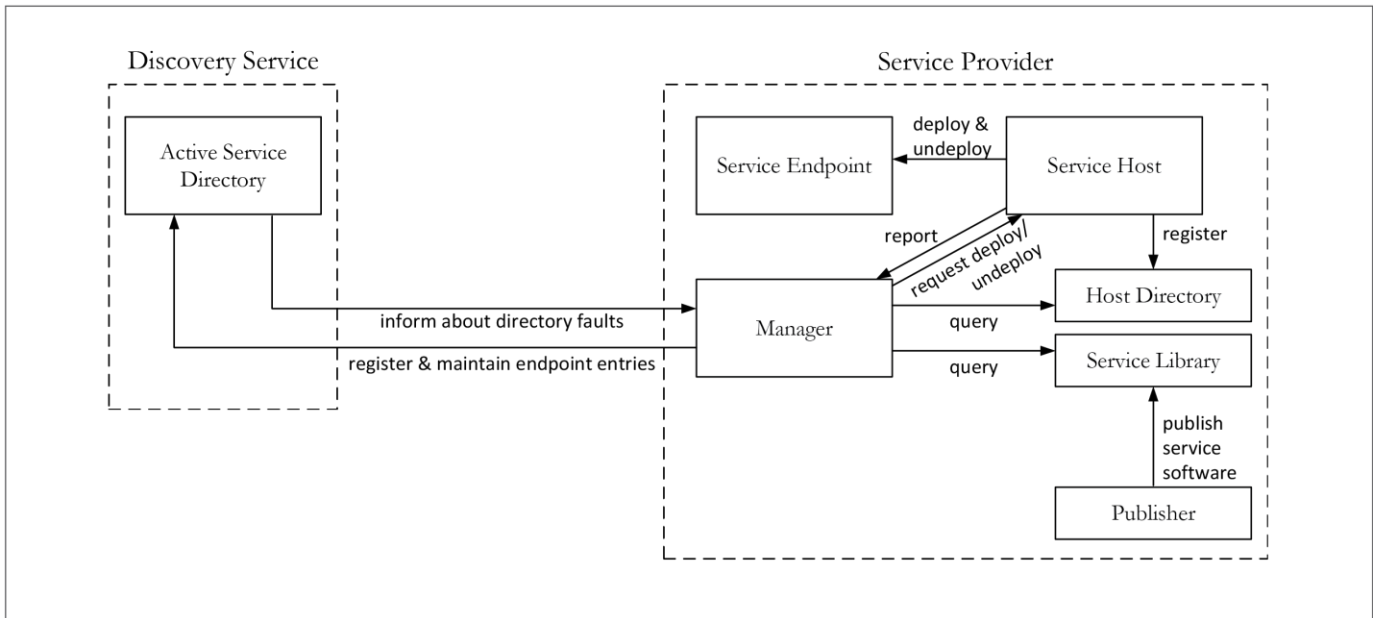 Discovery Service
Service Provider
Active Service
Directory
Service Endpoint
deploy &
undeploy
Service Host
report
request deploy/
undeploy
register
Host Directory
inform about directory faults
Manager
query
register & maintain endpoint entries
query
Service Library
publish
service
software
Publisher